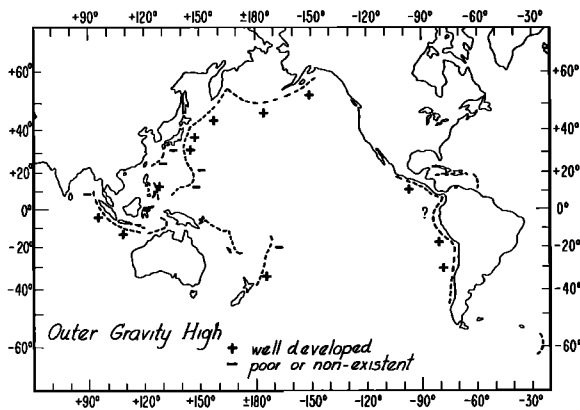 +90° +120° +150° ±180° -150° -120° -90° -60° -30°
+60° +60°
+40° +40°
+20° +20°
0° ? 0°
-20° -20°
-40° -40°
-60° -60°
Outer Gravity High
+ well developed
- poor or non-existent
+90° +120° +150° ±180° -150° -120° -90° -60° -30°